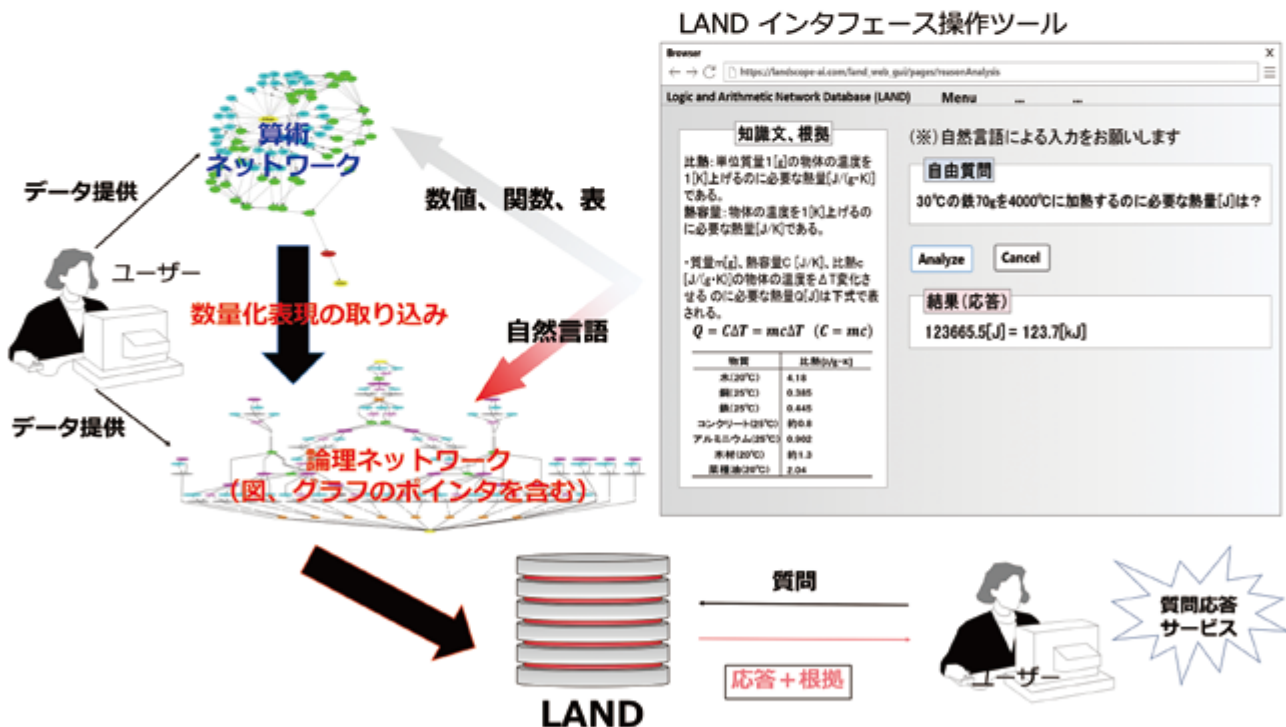 LAND インタフェース操作ツール
Browser
X
https://landscope-ai.com/land_web_gui/pages/reasonAnalysis
Logic and Arithmetic Network Database (LAND)
Menu
...
...
知識文、根拠
比熱:単位質量1[g]の物体の温度を
1[K]上げるのに必要な熱量[J/(g・K)]
である。
熱容量:物体の温度を1[K]上げるの
に必要な熱量[J/K]である。
・質量m[g]、熱容量C [J/K]、比熱c
[J/(g・K)]の物体の温度をΔT変化さ
せる のに必要な熱量Q[J]は下式で表
される。
Q = CΔT = mcΔT (C = mc)
物質 比熱(J/g・K)
水(20℃) 4.18
銅(25℃) 0.385
鉄(25℃) 0.445
コンクリート(25℃) 約0.8
アルミニウム(25℃) 0.902
木材(20℃) 約1.3
菜種油(20℃) 2.04
(※)自然言語による入力をお願いします
自由質問
30℃の鉄70gを4000℃に加熱するのに必要な熱量[J]は?
Analyze
Cancel
結果(応答)
123665.5[J] = 123.7[kJ]
算術
ネットワーク
データ提供
数値、関数、表
ユーザー
数量化表現の取り込み
自然言語
データ提供
論理ネットワーク
(図、グラフのポインタを含む)
LAND
質問
応答+根拠
ユーザー
質問応答
サービス